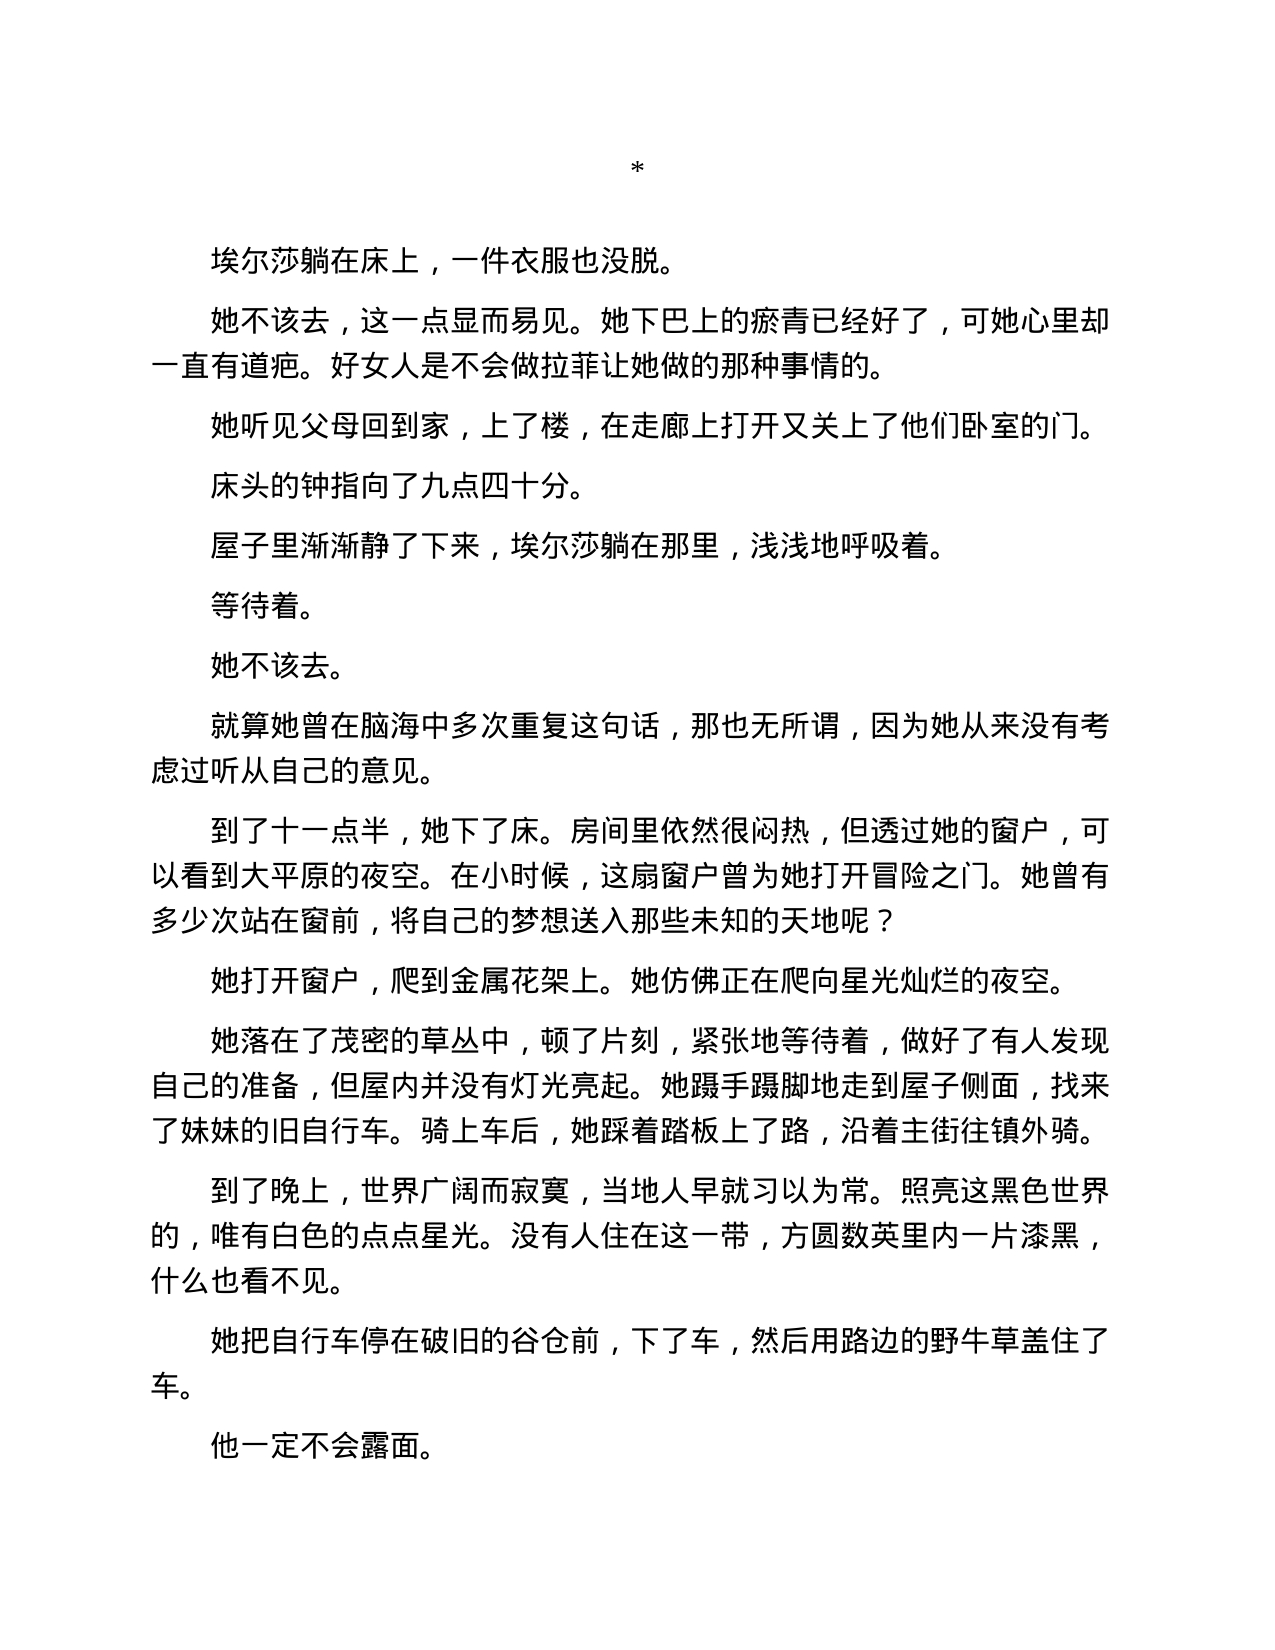 *
埃尔莎躺在床上，一件衣服也没脱。
她不该去，这一点显而易见。她下巴上的瘀青已经好了，可她心里却
一直有道疤。好女人是不会做拉菲让她做的那种事情的。
她听见父母回到家，上了楼，在走廊上打开又关上了他们卧室的门。
床头的钟指向了九点四十分。
屋子里渐渐静了下来，埃尔莎躺在那里，浅浅地呼吸着。
等待着。
她不该去。
就算她曾在脑海中多次重复这句话，那也无所谓，因为她从来没有考
虑过听从自己的意见。
到了十一点半，她下了床。房间里依然很闷热，但透过她的窗户，可
以看到大平原的夜空。在小时候，这扇窗户曾为她打开冒险之门。她曾有
多少次站在窗前，将自己的梦想送入那些未知的天地呢？
她打开窗户，爬到金属花架上。她仿佛正在爬向星光灿烂的夜空。
她落在了茂密的草丛中，顿了片刻，紧张地等待着，做好了有人发现
自己的准备，但屋内并没有灯光亮起。她蹑手蹑脚地走到屋子侧面，找来
了妹妹的旧自行车。骑上车后，她踩着踏板上了路，沿着主街往镇外骑。
到了晚上，世界广阔而寂寞，当地人早就习以为常。照亮这黑色世界
的，唯有白色的点点星光。没有人住在这一带，方圆数英里内一片漆黑，
什么也看不见。
她把自行车停在破旧的谷仓前，下了车，然后用路边的野牛草盖住了
车。
他一定不会露面。